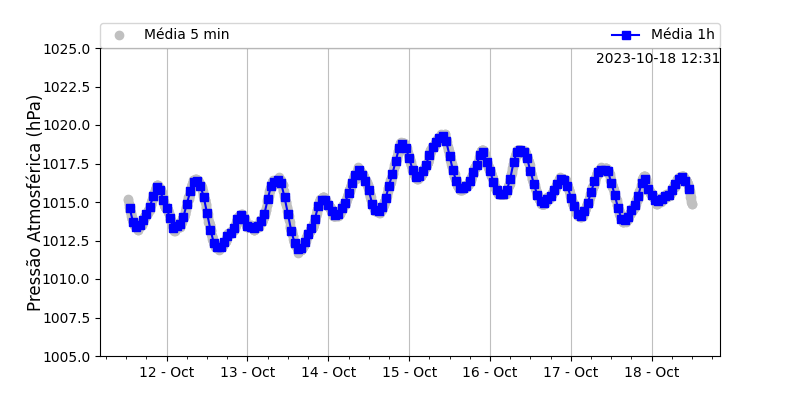 Média 5 min
Média 1h
2023-10-18 12:31
Pressão Atmosférica (hPa)
1025.0
1022.5
1020.0
1017.5
1015.0
1012.5
1010.0
1007.5
1005.0
12 - Oct
13 - Oct
14 - Oct
15 - Oct
16 - Oct
17 - Oct
18 - Oct